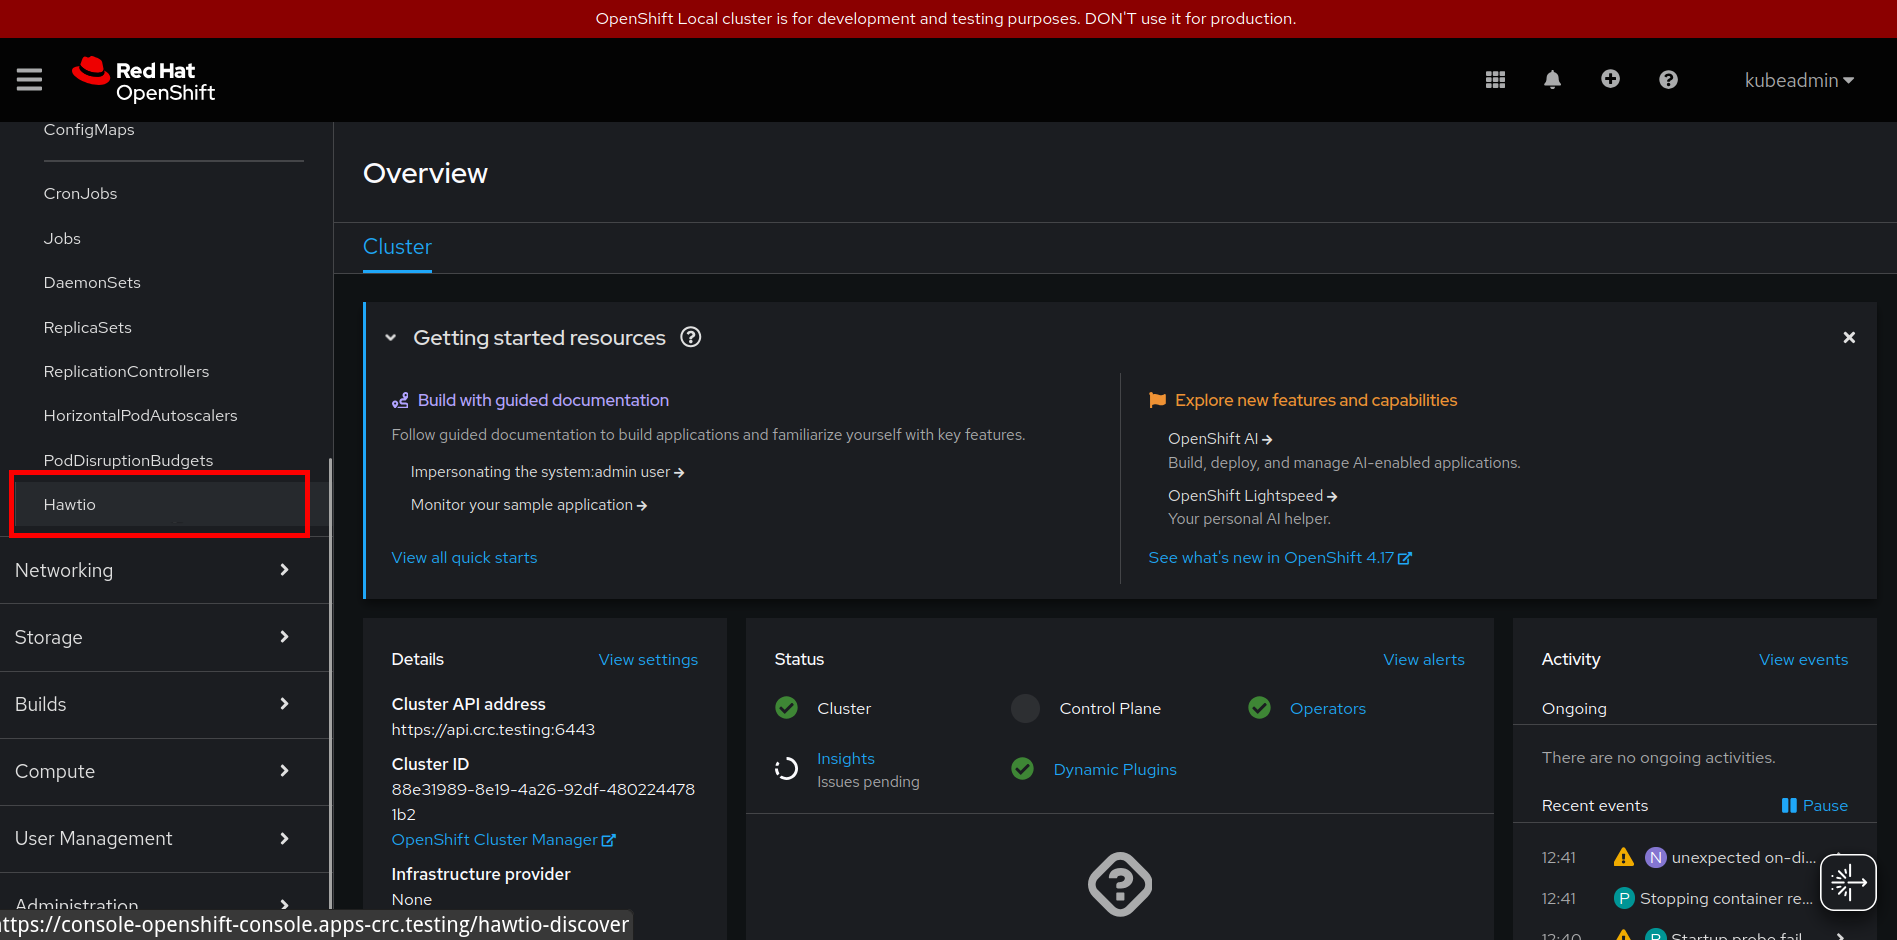 OpenShift Local cluster is for development and testing purposes. DON'T use it for production.
Red Hat
OpenShift
kubeadmin
ConfigMaps
CronJobs
Jobs
DaemonSets
ReplicaSets
ReplicationControllers
HorizontalPodAutoscalers
PodDisruptionBudgets
Hawtio
Networking
Storage
Builds
Compute
User Management
Administration
ttps://console-openshift-console.apps-crc.testing/hawtio-discover
Overview
Cluster
Getting started resources
Build with guided documentation
Follow guided documentation to build applications and familiarize yourself with key features.
Impersonating the system:admin user
Monitor your sample application
View all quick starts
Explore new features and capabilities
OpenShift AI
Build, deploy, and manage AI-enabled applications.
OpenShift Lightspeed
Your personal AI helper.
See what's new in OpenShift 4.17
Details
View settings
Cluster API address
https://api.crc.testing:6443
Cluster ID
88e31989-8e19-4a26-92df-480224478
1b2
OpenShift Cluster Manager
Infrastructure provider
None
Status
View alerts
Cluster
Control Plane
Operators
Insights
Issues pending
Dynamic Plugins
Activity
View events
Ongoing
There are no ongoing activities.
Recent events
Pause
12:41
N unexpected on-di...
12:41
P Stopping container re...
12:40
P Startup probe fail